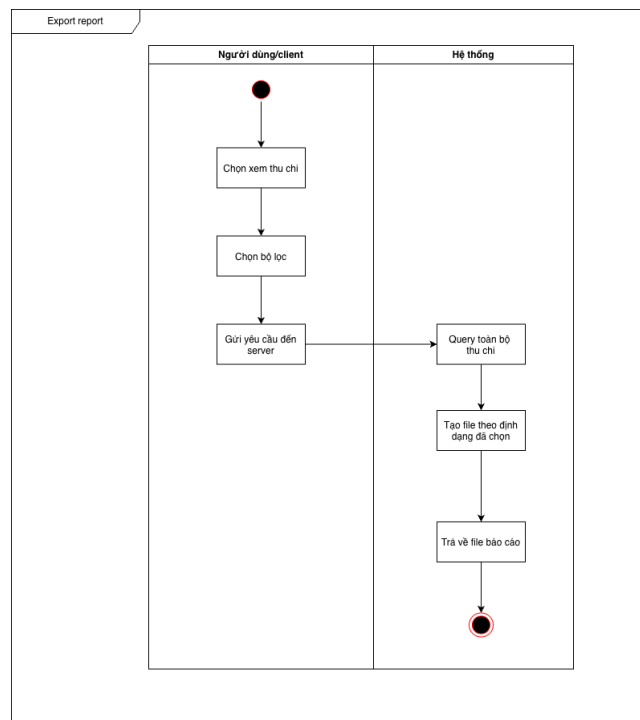 Export report
Người dùng/client
Hệ thống
Chọn xem thu chi
Chọn bộ lọc
Gửi yêu cầu đến
server
Query toàn bộ
thu chi
Tạo file theo định
dạng đã chọn
Trả về file báo cáo